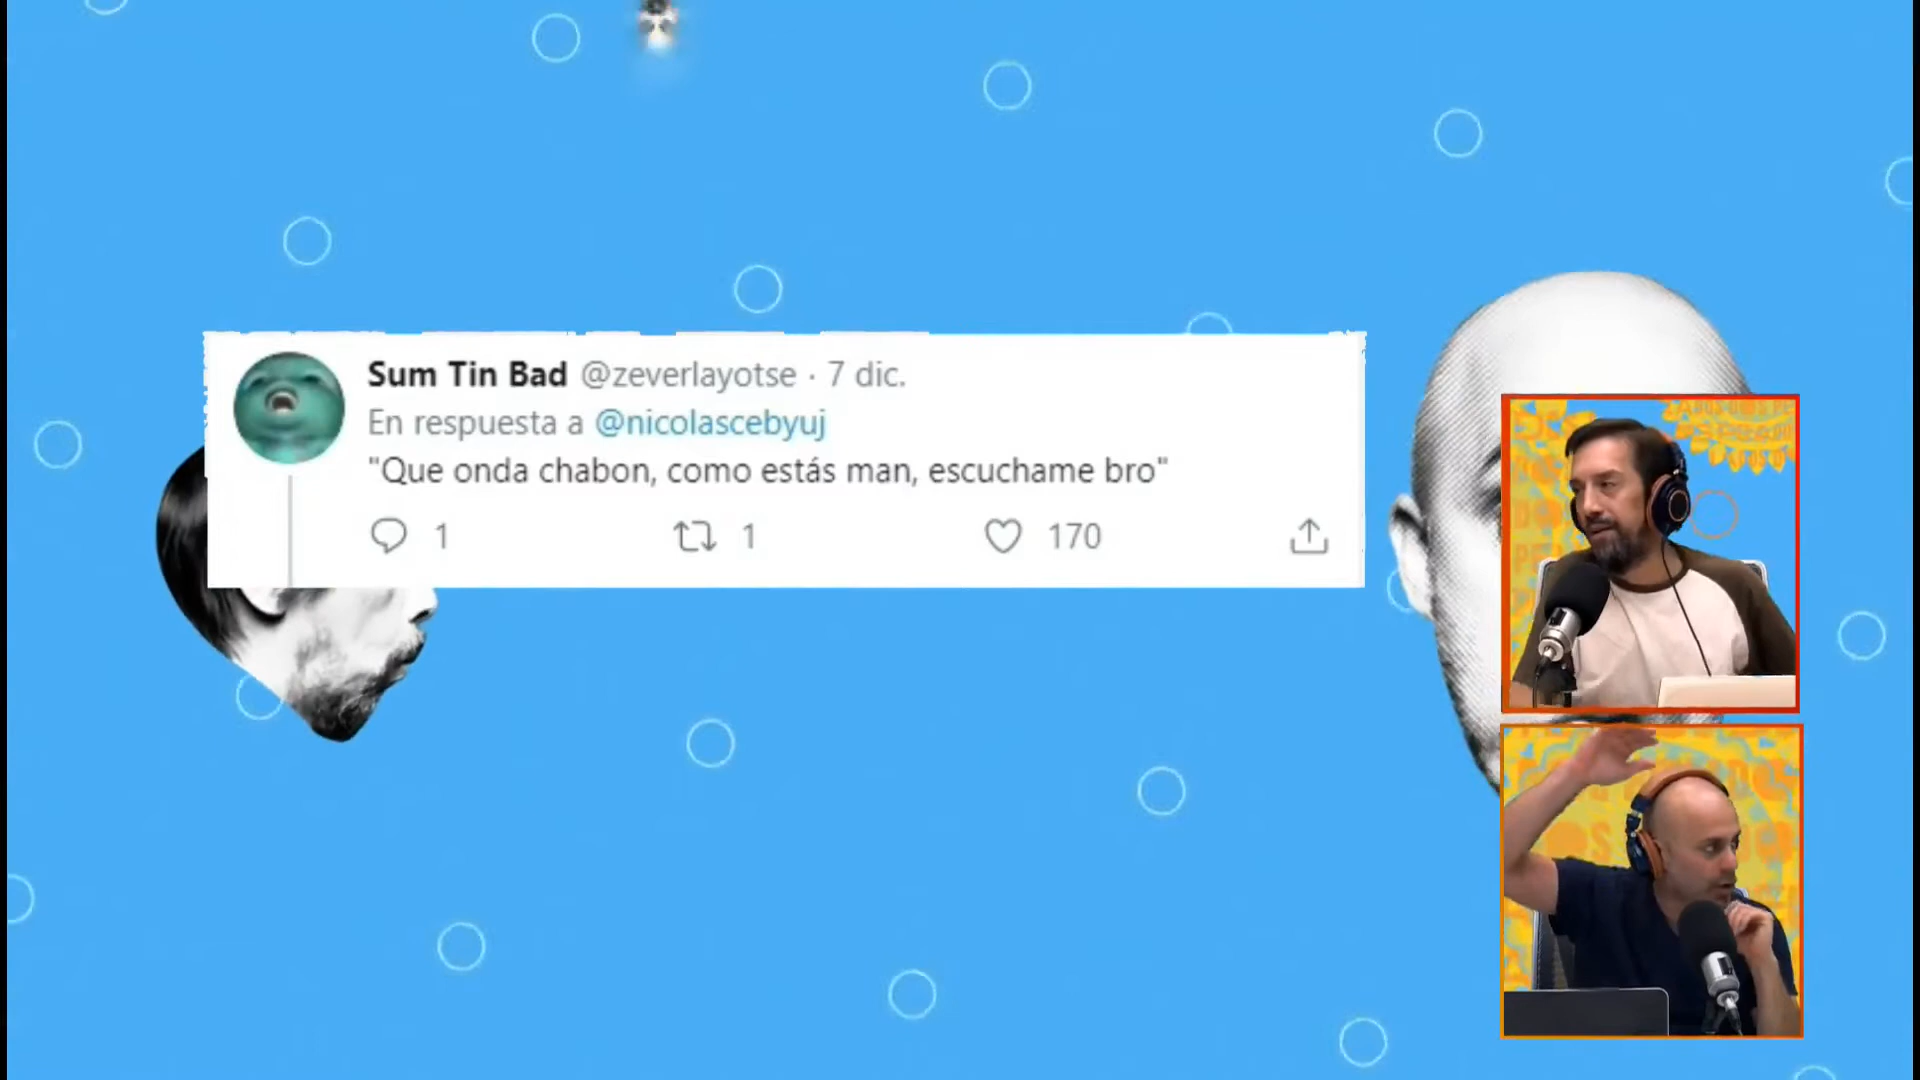 Sum Tin Bad @zeverlayotse · 7 dic.
En respuesta a @nicolascebyuj
"Que onda chabon, como estás man, escuchame bro"
1 1 170